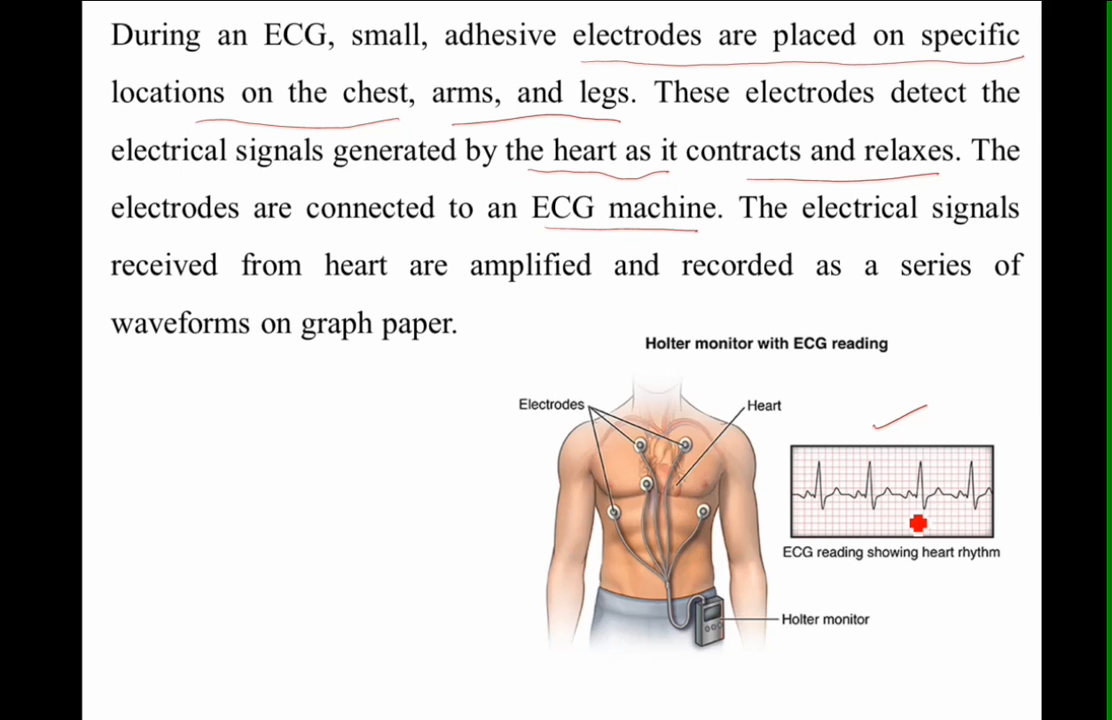 During an ECG, small, adhesive electrodes are placed on specific
locations on the chest, arms, and legs. These electrodes detect the
electrical signals generated by the heart as it contracts and relaxes. The
electrodes are connected to an ECG machine. The electrical signals
received from heart are amplified and recorded as a series of
waveforms on graph paper.
Holter monitor with ECG reading
Electrodes
Heart
ECG reading showing heart rhythm
Holter monitor